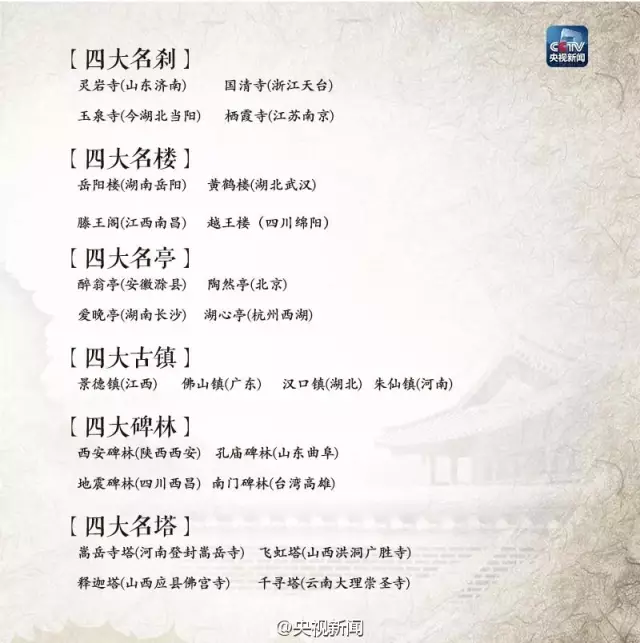 【四大名刹】
CCTV
央视新闻
灵岩寺(山东济南) 国清寺(浙江天台)
玉泉寺(今湖北当阳) 栖霞寺(江苏南京)
【四大名楼】
岳阳楼(湖南岳阳) 黄鹤楼(湖北武汉)
滕王阁(江西南昌) 越王楼（四川绵阳）
【四大名亭】
醉翁亭(安徽滁县) 陶然亭(北京)
爱晚亭(湖南长沙) 湖心亭(杭州西湖)
【四大古镇】
景德镇(江西) 佛山镇(广东) 汉口镇(湖北) 朱仙镇(河南)
【四大碑林】
西安碑林(陕西西安) 孔庙碑林(山东曲阜)
地震碑林(四川西昌) 南门碑林(台湾高雄)
【四大名塔】
嵩岳寺塔(河南登封嵩岳寺) 飞虹塔(山西洪洞广胜寺)
释迦塔(山西应县佛宫寺) 千寻塔(云南大理崇圣寺)
@央视新闻